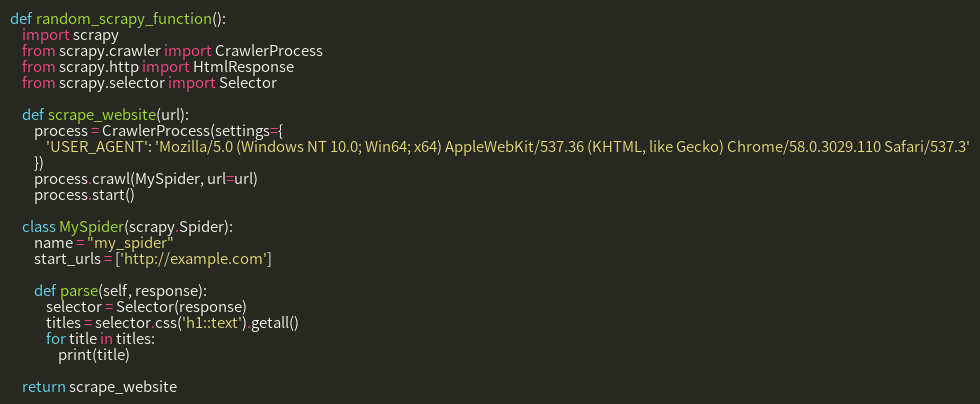 def random_scrapy_function():
    import scrapy
    from scrapy.crawler import CrawlerProcess
    from scrapy.http import HtmlResponse
    from scrapy.selector import Selector

    def scrape_website(url):
        process = CrawlerProcess(settings={
            'USER_AGENT': 'Mozilla/5.0 (Windows NT 10.0; Win64; x64) AppleWebKit/537.36 (KHTML, like Gecko) Chrome/58.0.3029.110 Safari/537.3'
        })
        process.crawl(MySpider, url=url)
        process.start()

    class MySpider(scrapy.Spider):
        name = "my_spider"
        start_urls = ['http://example.com']

        def parse(self, response):
            selector = Selector(response)
            titles = selector.css('h1::text').getall()
            for title in titles:
                print(title)

    return scrape_website